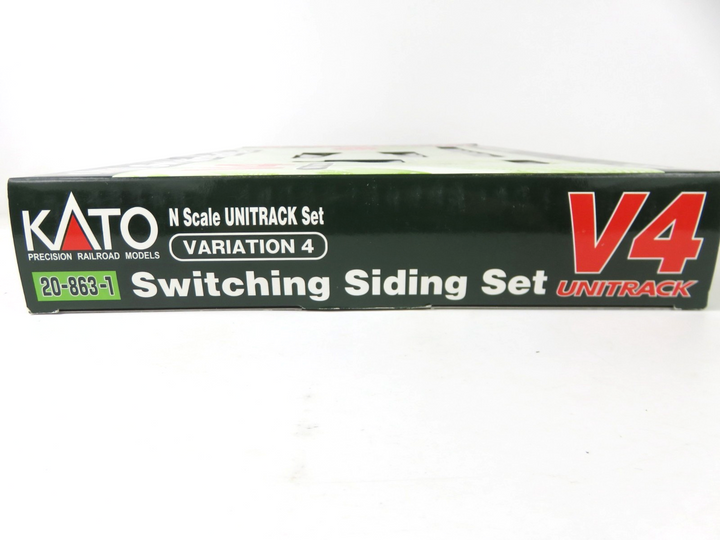 KATO
PRECISION RAILROAD MODELS
N Scale UNITRACK Set
VARIATION 4
20-863-1
Switching Siding Set
V4
UNITRACK